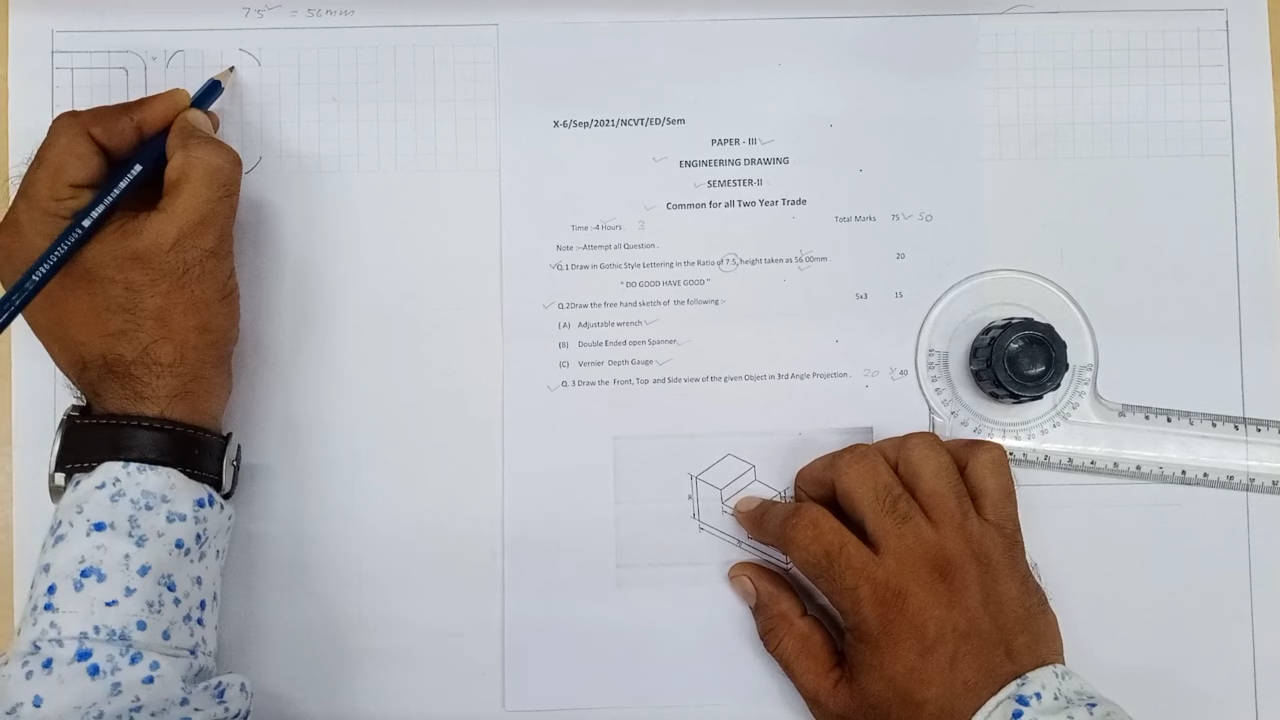 7.5 = 56mm
X-6/Sep/2021/NCVT/ED/Sem
PAPER - III
ENGINEERING DRAWING
SEMESTER-II
Common for all Two Year Trade
Time :-4 Hours . 3 Total Marks 75 50
Note :--Attempt all Question .
Q.1 Draw in Gothic Style Lettering in the Ratio of 7:5, height taken as 56.00mm . 20
" DO GOOD HAVE GOOD "
Q.2Draw the free hand sketch of the following :- 5x3 15
(A) Adjustable wrench
(B) Double Ended open Spanner
(C) Vernier Depth Gauge
Q. 3 Draw the Front, Top and Side view of the given Object in 3rd Angle Projection . 20 40
8901324019865